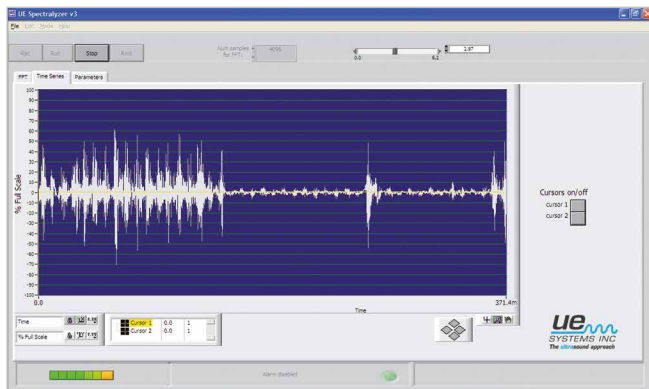 UE Spectralyzer v3
File Edit Mode Help
Rec Run Stop
Num samples
for FFT:
4096
2.97
0.0 6.2
FFT Time Series Parameters
100
90
80
70
60
50
40
30
20
10
0
-10
-20
-30
-40
-50
-60
-70
-80
-90
-100
% Full Scale
0.0 371.4m
Time
Cursors on/off
cursor 1
cursor 2
Time
% Full Scale
Cursor 1 0.0 1
Cursor 2 0.0 1
ue
SYSTEMS INC
The ultrasound approach
Alarm disabled